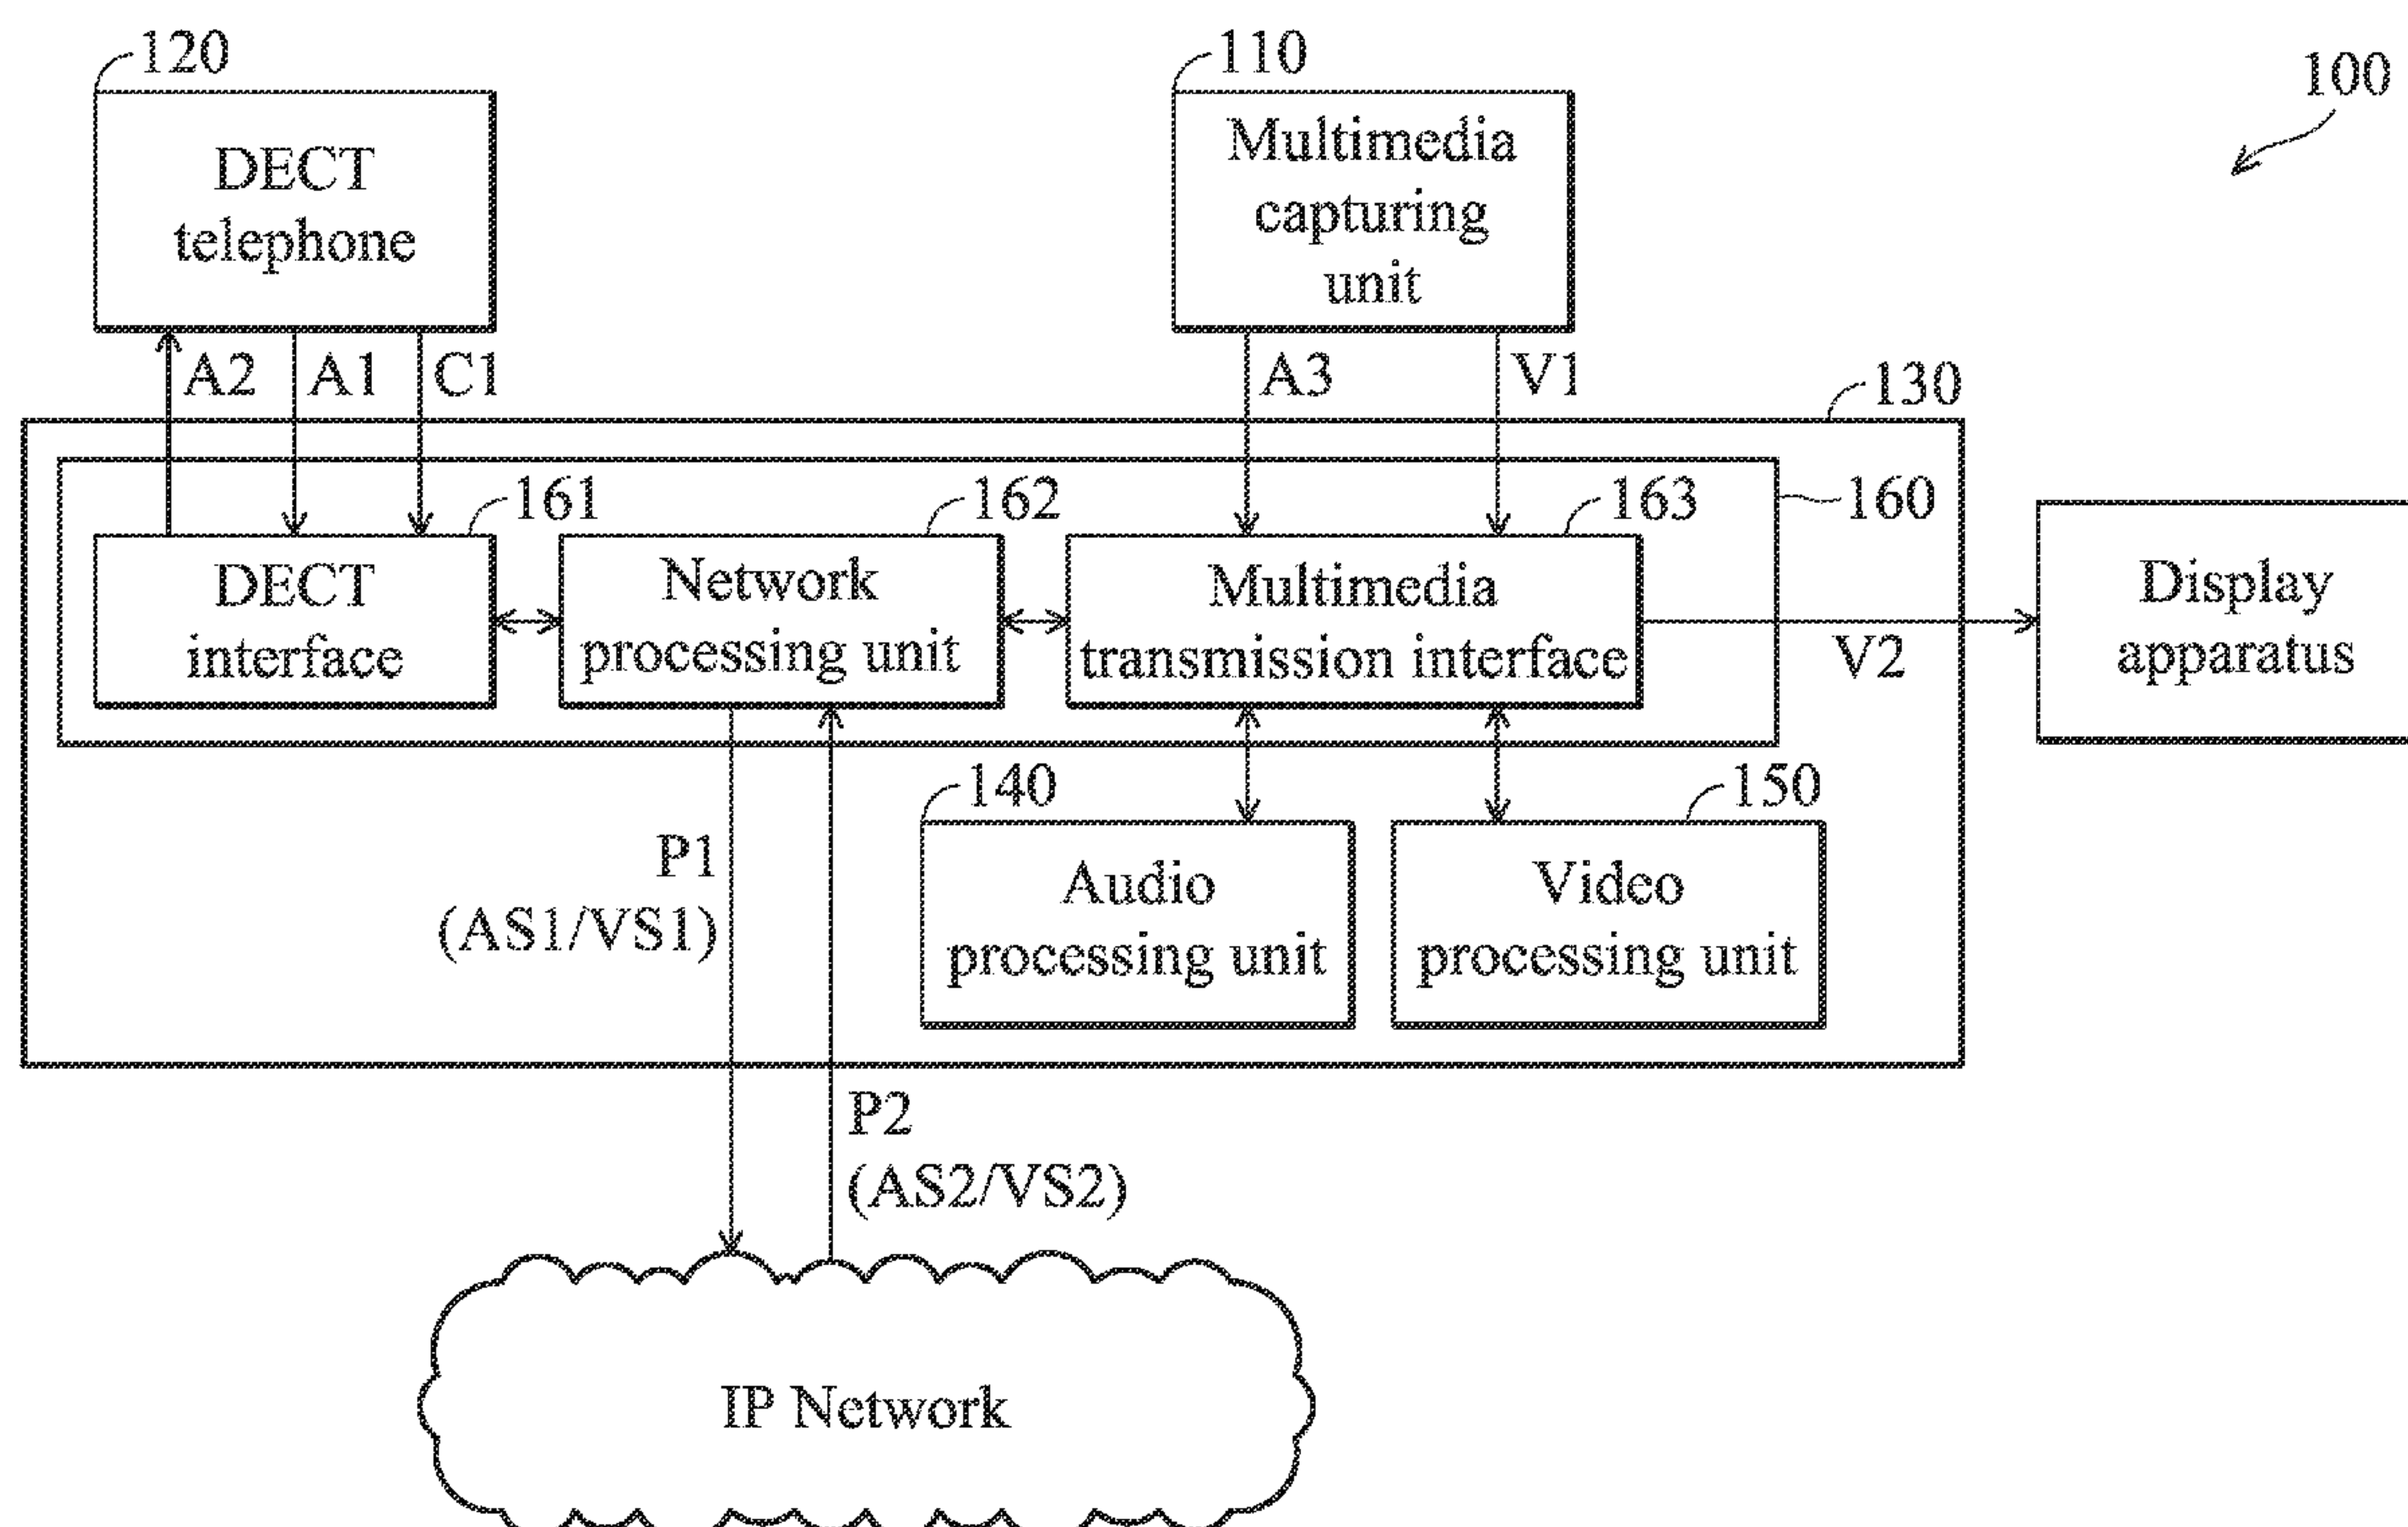 120
110
100
DECT
telephone
Multimedia
capturing
unit
A2
A1
C1
A3
V1
130
161
162
163
160
DECT
interface
Network
processing unit
Multimedia
transmission interface
V2
Display
apparatus
140
150
P1
(AS1/VS1)
Audio
processing unit
Video
processing unit
P2
(AS2/VS2)
IP Network